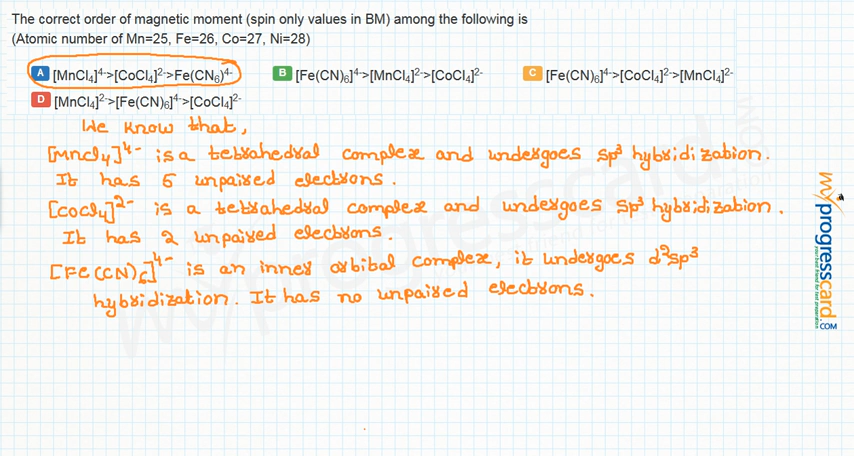 The correct order of magnetic moment (spin only values in BM) among the following is
(Atomic number of Mn=25, Fe=26, Co=27, Ni=28)
A [MnCl₄]⁴⁻>[CoCl₄]²⁻>Fe(CN₆)⁴⁻ B [Fe(CN)₆]⁴⁻>[MnCl₄]²⁻>[CoCl₄]²⁻ C [Fe(CN)₆]⁴⁻>[CoCl₄]²⁻>[MnCl₄]²⁻
D [MnCl₄]²⁻>[Fe(CN)₆]⁴⁻>[CoCl₄]²⁻
We know that,
[Mncl₄]⁴⁻ is a tetrahedral complex and undergoes sp³ hybridization.
It has 5 unpaired electrons.
[cocl₄]²⁻ is a tetrahedral complex and undergoes sp³ hybridization.
It has 2 unpaired electrons.
[Fe(CN)₆]⁴⁻ is an inner orbital complex, it undergoes d²sp³
hybridization. It has no unpaired electrons.
myprogresscard
.COM